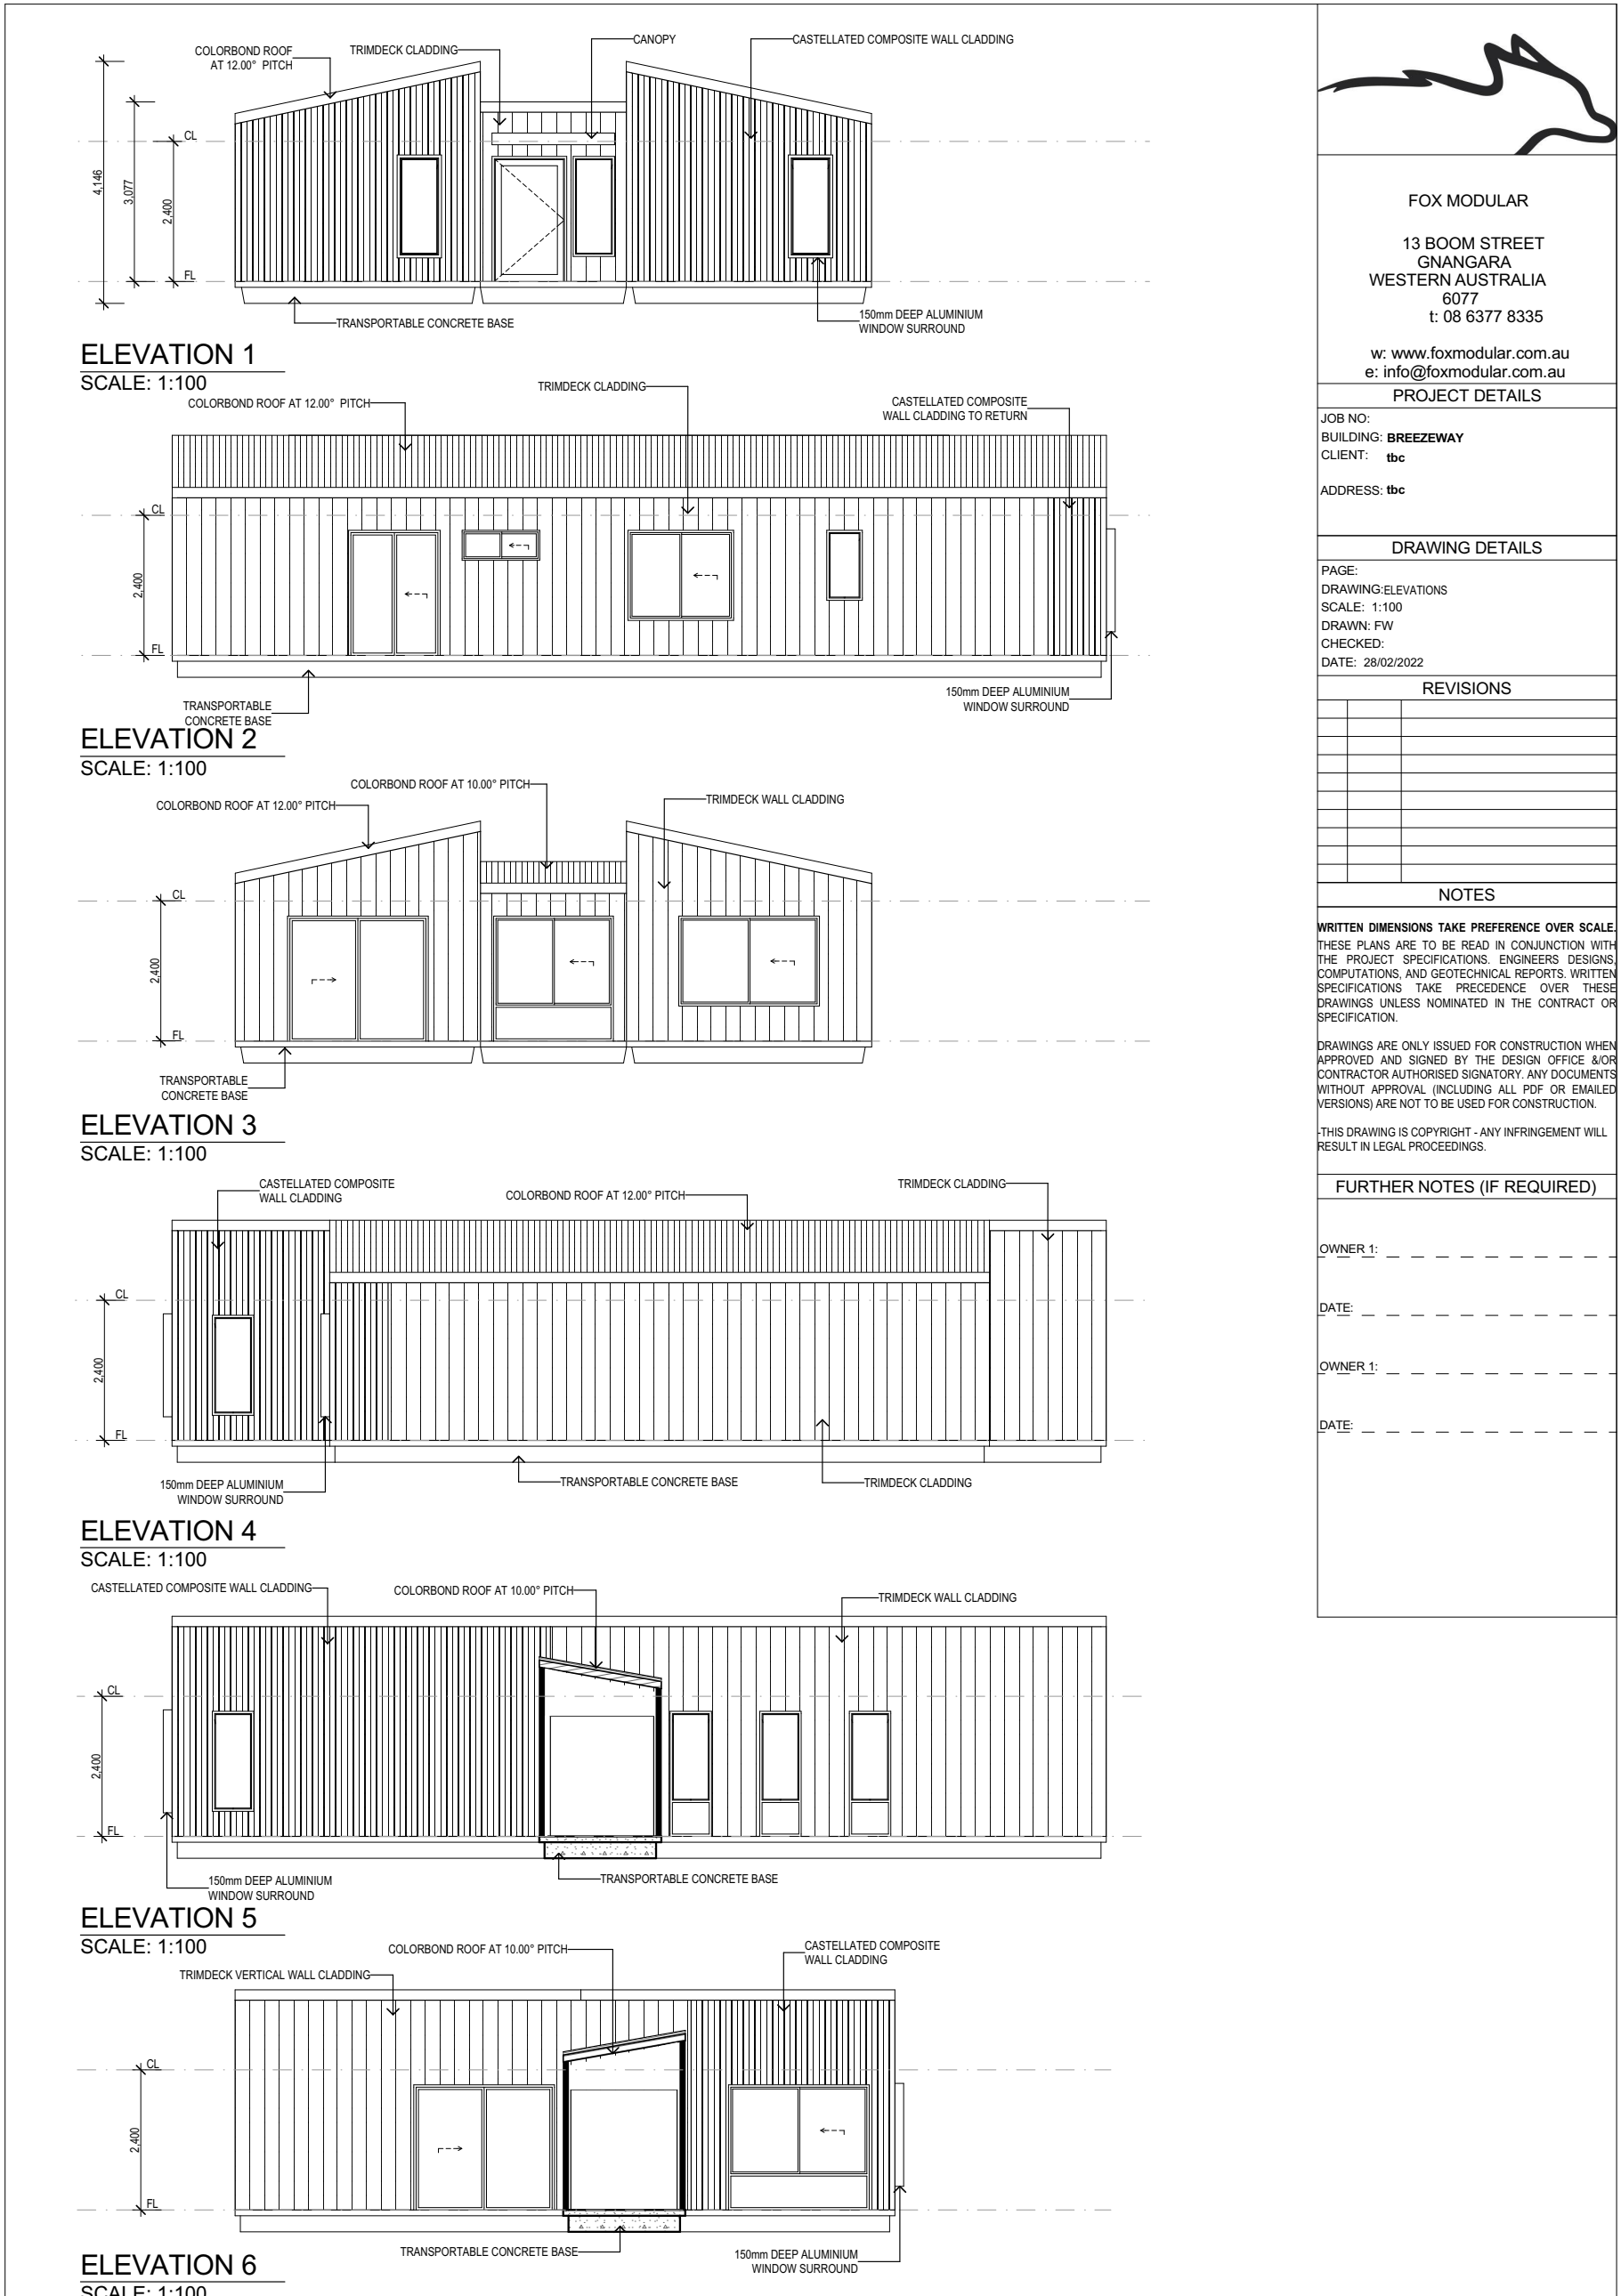 COLORBOND ROOF
AT 12.00° PITCH
TRIMDECK CLADDING
CANOPY
CASTELLATED COMPOSITE WALL CLADDING
4,146
3,077
2,400
CL
FL
TRANSPORTABLE CONCRETE BASE
150mm DEEP ALUMINIUM
WINDOW SURROUND
ELEVATION 1
SCALE: 1:100
COLORBOND ROOF AT 12.00° PITCH
TRIMDECK CLADDING
CASTELLATED COMPOSITE
WALL CLADDING TO RETURN
CL
2,400
FL
TRANSPORTABLE
CONCRETE BASE
150mm DEEP ALUMINIUM
WINDOW SURROUND
ELEVATION 2
SCALE: 1:100
COLORBOND ROOF AT 10.00° PITCH
COLORBOND ROOF AT 12.00° PITCH
TRIMDECK WALL CLADDING
CL
2,400
FL
TRANSPORTABLE
CONCRETE BASE
ELEVATION 3
SCALE: 1:100
CASTELLATED COMPOSITE
WALL CLADDING
COLORBOND ROOF AT 12.00° PITCH
TRIMDECK CLADDING
CL
2,400
FL
150mm DEEP ALUMINIUM
WINDOW SURROUND
TRANSPORTABLE CONCRETE BASE
TRIMDECK CLADDING
ELEVATION 4
SCALE: 1:100
CASTELLATED COMPOSITE WALL CLADDING
COLORBOND ROOF AT 10.00° PITCH
TRIMDECK WALL CLADDING
CL
2,400
FL
150mm DEEP ALUMINIUM
WINDOW SURROUND
TRANSPORTABLE CONCRETE BASE
ELEVATION 5
SCALE: 1:100
COLORBOND ROOF AT 10.00° PITCH
CASTELLATED COMPOSITE
WALL CLADDING
TRIMDECK VERTICAL WALL CLADDING
CL
2,400
FL
TRANSPORTABLE CONCRETE BASE
150mm DEEP ALUMINIUM
WINDOW SURROUND
ELEVATION 6
SCALE: 1:100
FOX MODULAR
13 BOOM STREET
GNANGARA
WESTERN AUSTRALIA
6077
t: 08 6377 8335
w: www.foxmodular.com.au
e: info@foxmodular.com.au
PROJECT DETAILS
JOB NO:
BUILDING: BREEZEWAY
CLIENT: tbc
ADDRESS: tbc
DRAWING DETAILS
PAGE:
DRAWING:ELEVATIONS
SCALE: 1:100
DRAWN: FW
CHECKED:
DATE: 28/02/2022
REVISIONS
NOTES
WRITTEN DIMENSIONS TAKE PREFERENCE OVER SCALE.
THESE PLANS ARE TO BE READ IN CONJUNCTION WITH
THE PROJECT SPECIFICATIONS. ENGINEERS DESIGNS,
COMPUTATIONS, AND GEOTECHNICAL REPORTS. WRITTEN
SPECIFICATIONS TAKE PRECEDENCE OVER THESE
DRAWINGS UNLESS NOMINATED IN THE CONTRACT OR
SPECIFICATION.
DRAWINGS ARE ONLY ISSUED FOR CONSTRUCTION WHEN
APPROVED AND SIGNED BY THE DESIGN OFFICE &/OR
CONTRACTOR AUTHORISED SIGNATORY. ANY DOCUMENTS
WITHOUT APPROVAL (INCLUDING ALL PDF OR EMAILED
VERSIONS) ARE NOT TO BE USED FOR CONSTRUCTION.
-THIS DRAWING IS COPYRIGHT - ANY INFRINGEMENT WILL
RESULT IN LEGAL PROCEEDINGS.
FURTHER NOTES (IF REQUIRED)
OWNER 1:
DATE:
OWNER 1:
DATE: